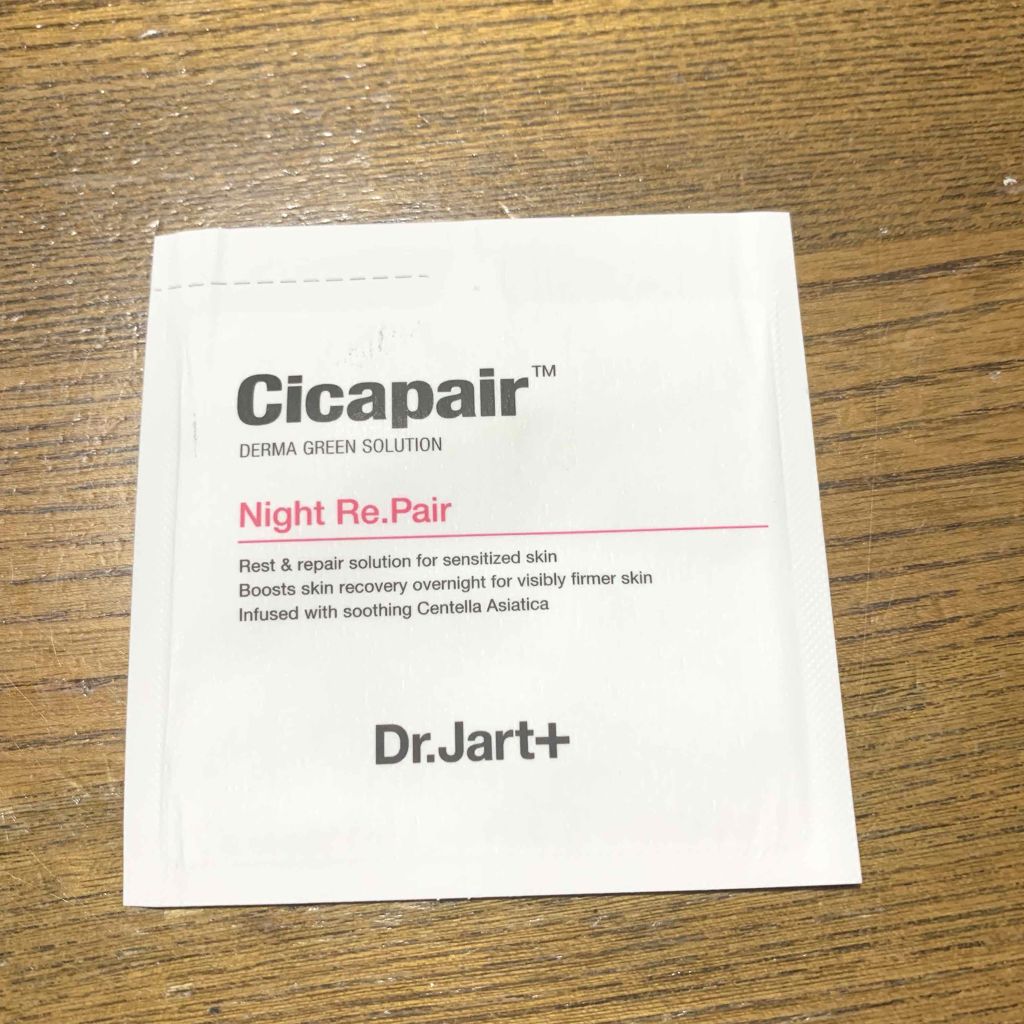 Cicapair™
DERMA GREEN SOLUTION
Night Re.Pair
Rest & repair solution for sensitized skin
Boosts skin recovery overnight for visibly firmer skin
Infused with soothing Centella Asiatica
Dr.Jart+